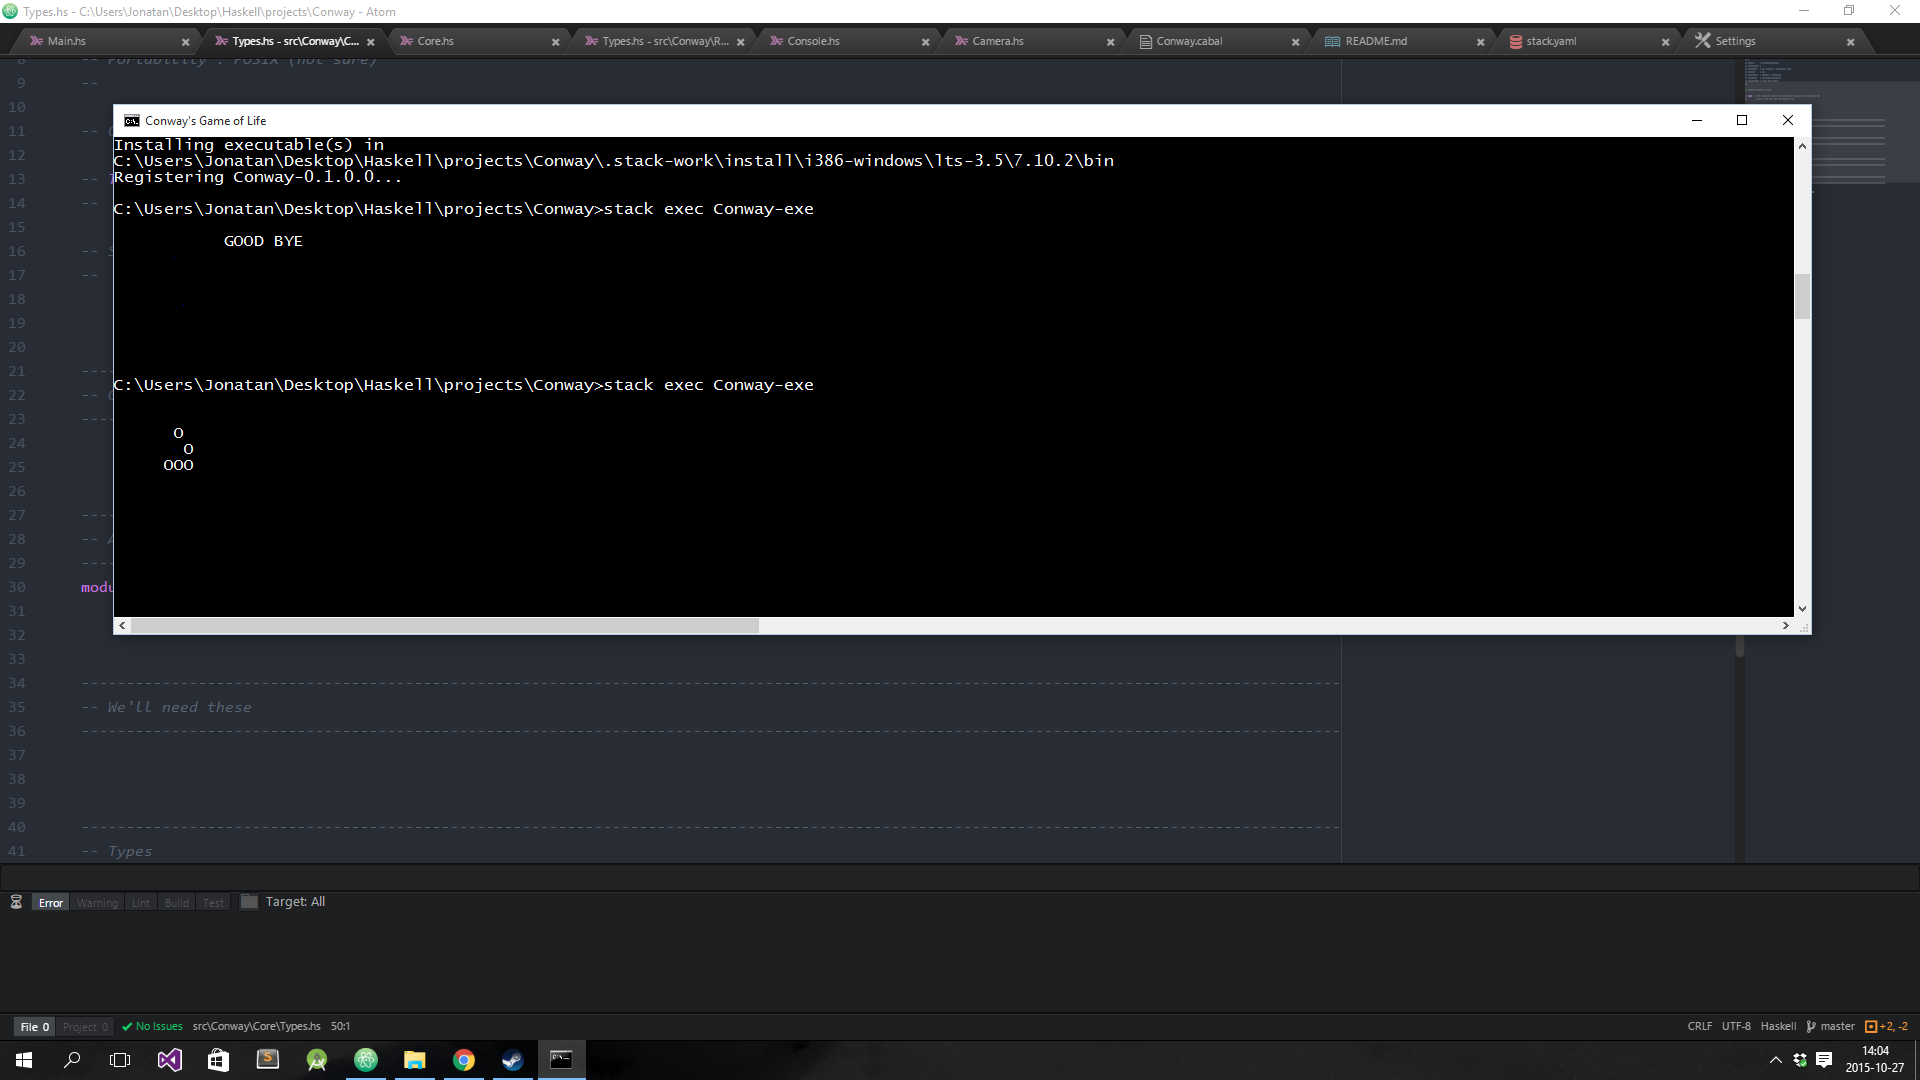 Types.hs - C:\Users\Jonatan\Desktop\Haskell\projects\Conway - Atom
Main.hs
Types.hs - src\Conway\C...
Core.hs
Types.hs - src\Conway\R...
Console.hs
Camera.hs
Conway.cabal
README.md
stack.yaml
Settings
8 -- Portability : POSIX (not sure)
9 --
10
11 --
12
13 --
14 --
15
16 -- S
17 --
18
19
20
21 ----
22 --
23 ----
24
25
26
27 ----
28 -- A
29 ----
30 modu
31
32
33
Conway's Game of Life
Installing executable(s) in
C:\Users\Jonatan\Desktop\Haskell\projects\Conway\.stack-work\install\i386-windows\lts-3.5\7.10.2\bin
Registering Conway-0.1.0.0...
C:\Users\Jonatan\Desktop\Haskell\projects\Conway>stack exec Conway-exe
GOOD BYE
C:\Users\Jonatan\Desktop\Haskell\projects\Conway>stack exec Conway-exe
O
O
OOO
34 --------------------------------------------------------------------------------
35 -- We'll need these
36 --------------------------------------------------------------------------------
37
38
39
40 --------------------------------------------------------------------------------
41 -- Types
Error Warning Lint Build Test Target: All
File 0 Project 0 No Issues src\Conway\Core\Types.hs 50:1 CRLF UTF-8 Haskell master +2, -2
14:04
2015-10-27